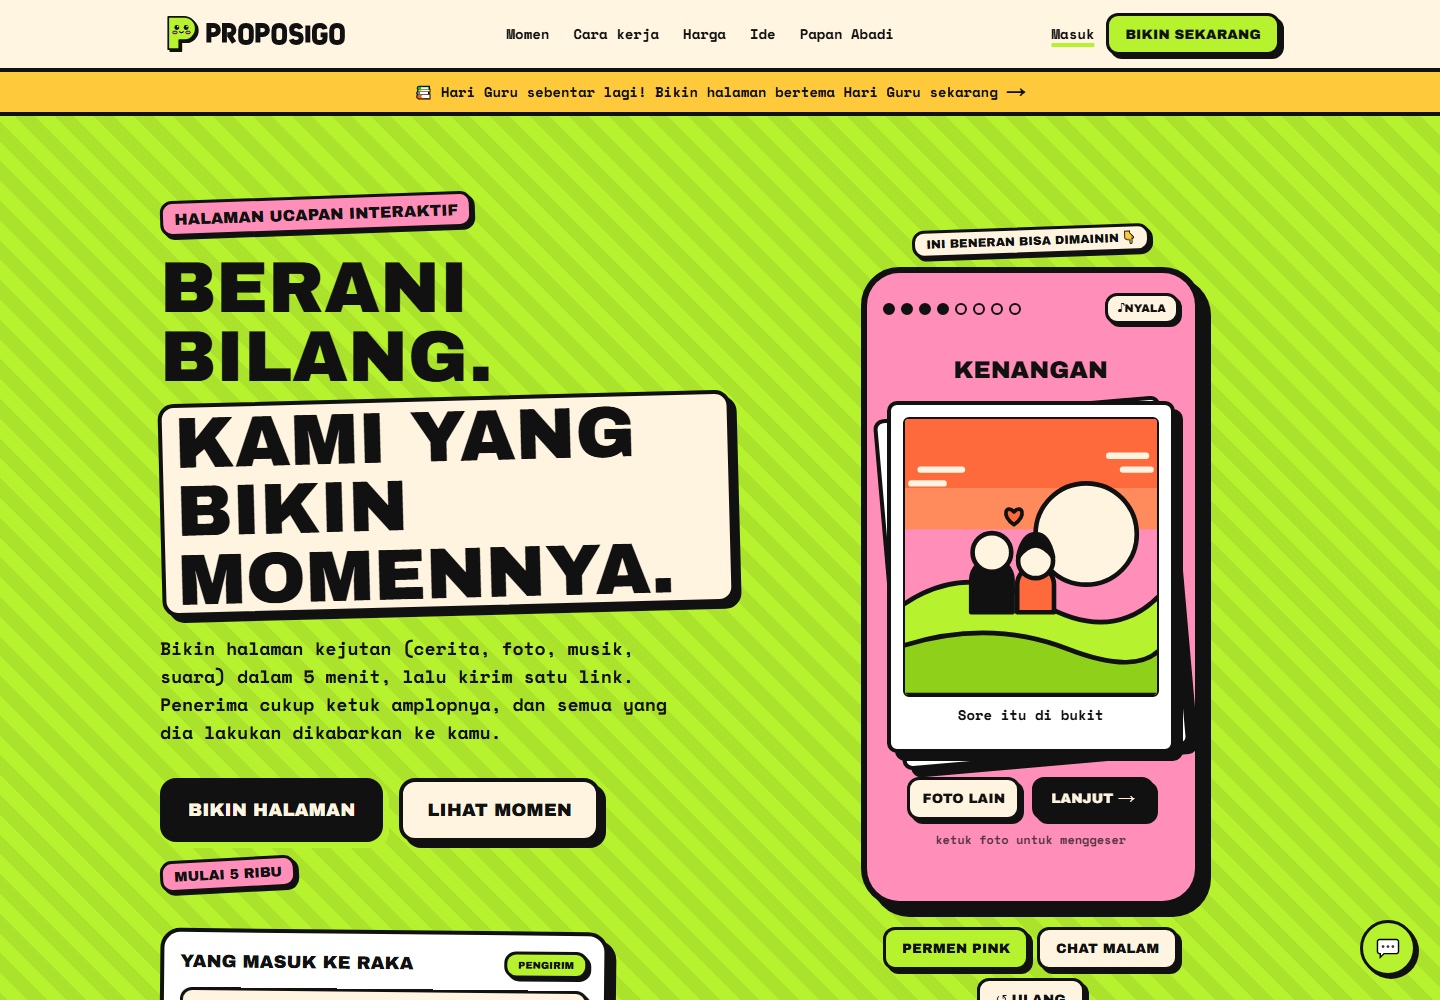 PROPOSIGO
Momen Cara kerja Harga Ide Papan Abadi
Masuk BIKIN SEKARANG
Hari Guru sebentar lagi! Bikin halaman bertema Hari Guru sekarang →
HALAMAN UCAPAN INTERAKTIF
BERANI
BILANG.
KAMI YANG
BIKIN
MOMENNYA.
Bikin halaman kejutan (cerita, foto, musik,
suara) dalam 5 menit, lalu kirim satu link.
Penerima cukup ketuk amplopnya, dan semua yang
dia lakukan dikabarkan ke kamu.
BIKIN HALAMAN LIHAT MOMEN
MULAI 5 RIBU
YANG MASUK KE RAKA PENGIRIM
INI BENERAN BISA DIMAININ 👇
♪NYALA
KENANGAN
Sore itu di bukit
FOTO LAIN LANJUT →
ketuk foto untuk menggeser
PERMEN PINK CHAT MALAM
↺ ULANG